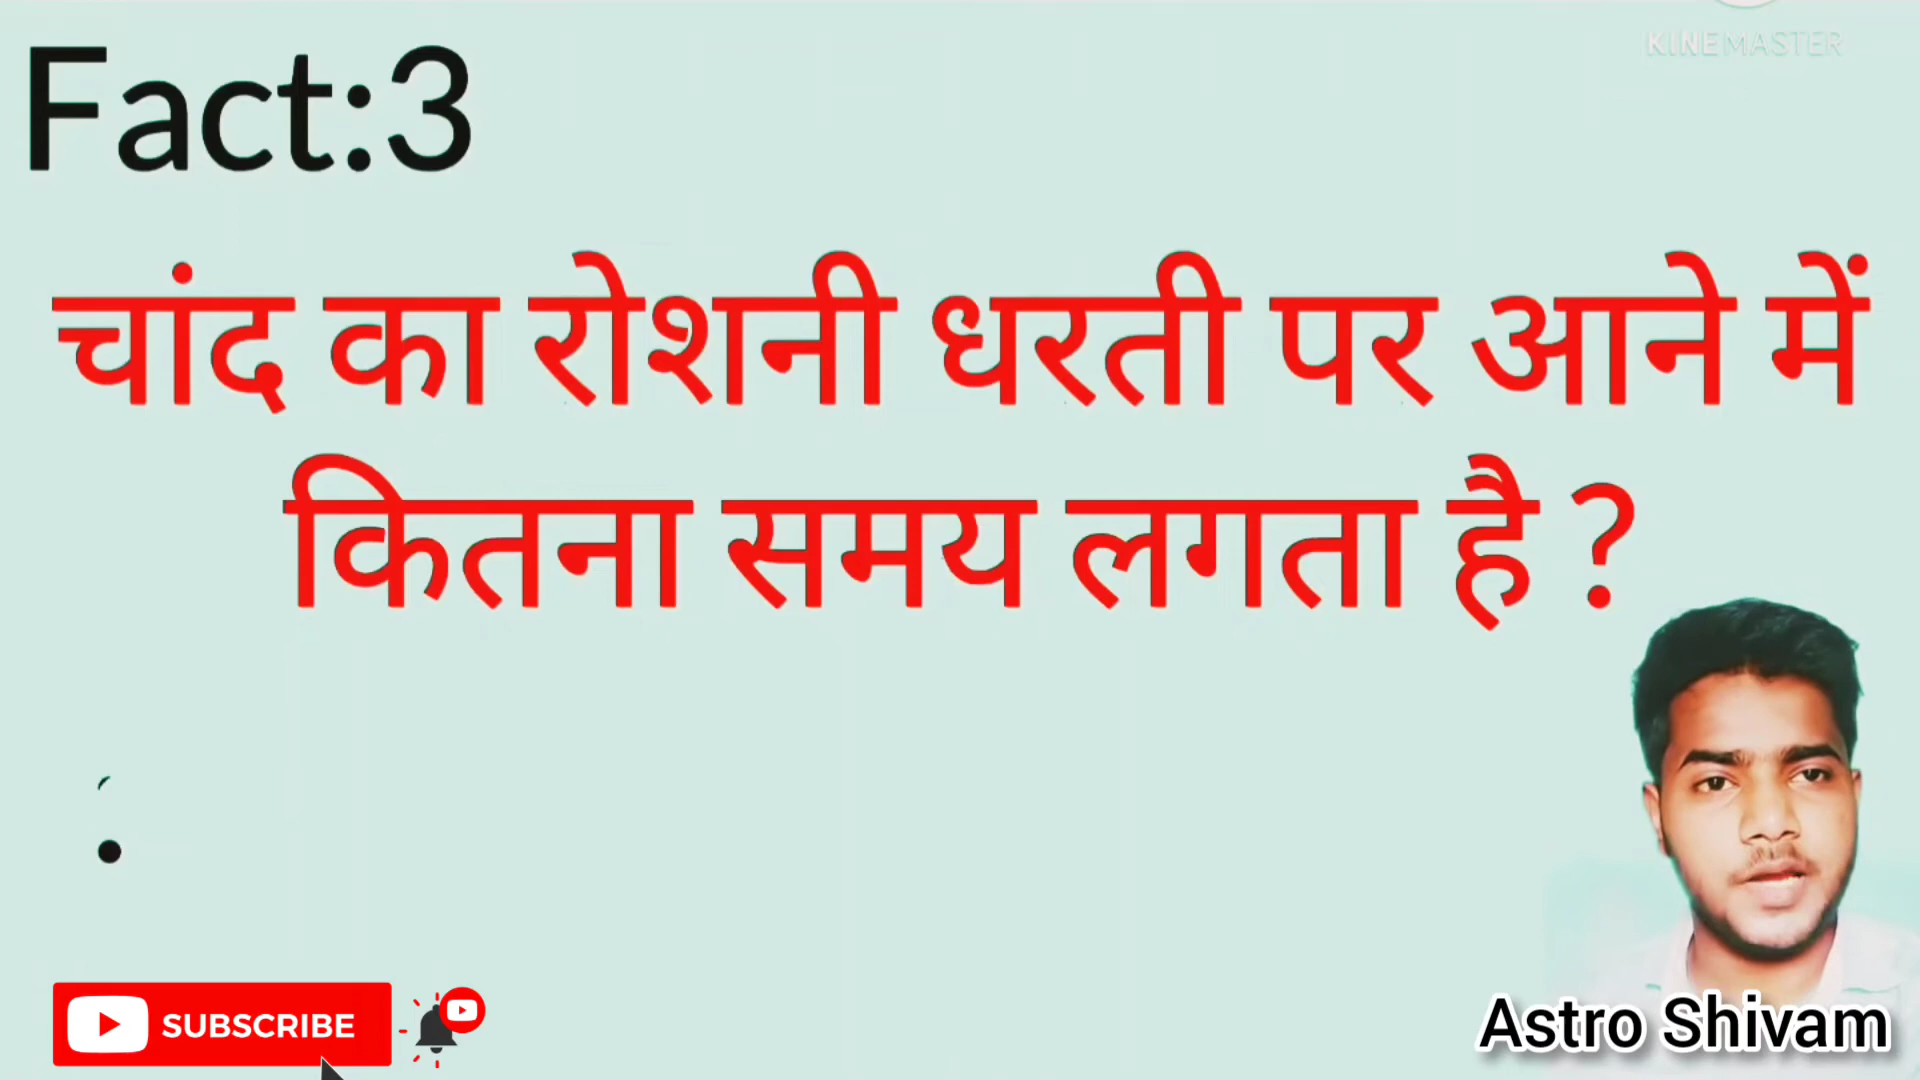 KINEMASTER
Fact:3
चांद का रोशनी धरती पर आने में
कितना समय लगता है ?
SUBSCRIBE
Astro Shivam